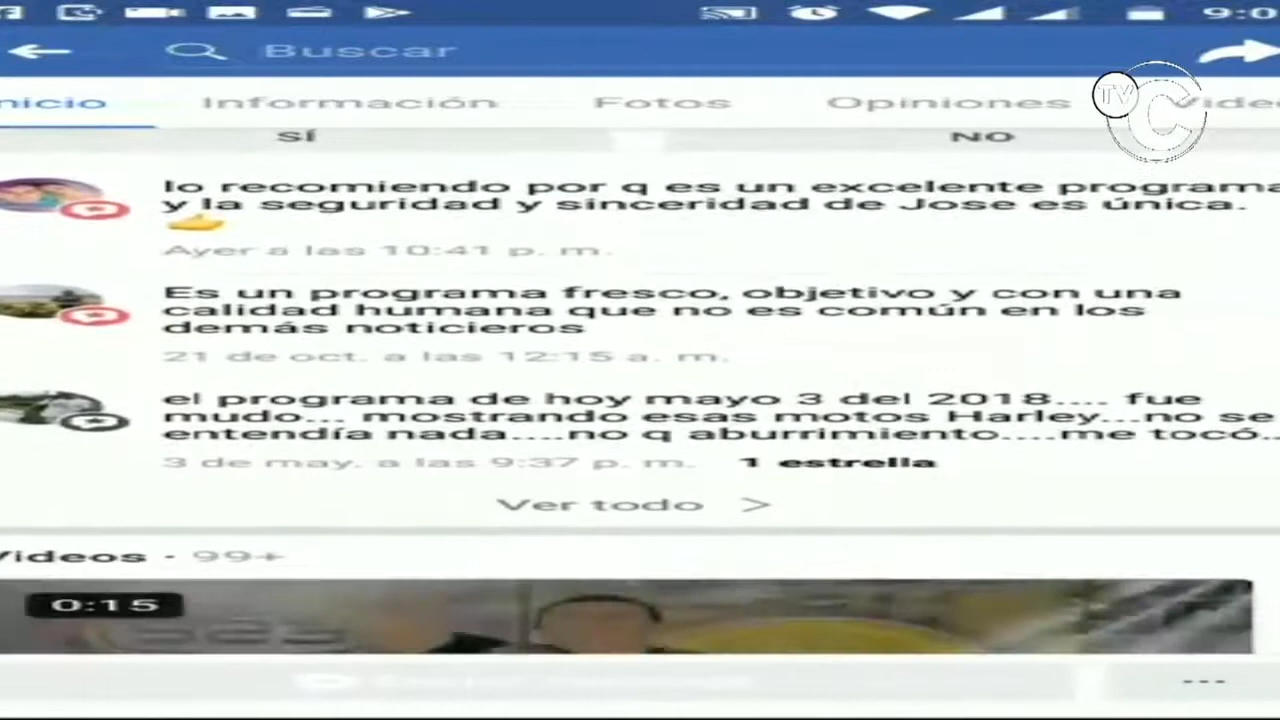 9:0
Buscar
nicio Información Fotos Opiniones Vide
TV C
SÍ NO
lo recomiendo por q es un excelente programa
y la seguridad y sinceridad de Jose es única.
Ayer a las 10:41 p. m.
Es un programa fresco, objetivo y con una
calidad humana que no es común en los
demás noticieros
21 de oct. a las 12:15 a. m.
el programa de hoy mayo 3 del 2018.... fue
mudo... mostrando esas motos Harley...no se
entendía nada....no q aburrimiento....me tocó...
3 de may. a las 9:37 p. m. 1 estrella
Ver todo >
Videos · 99+
0:15